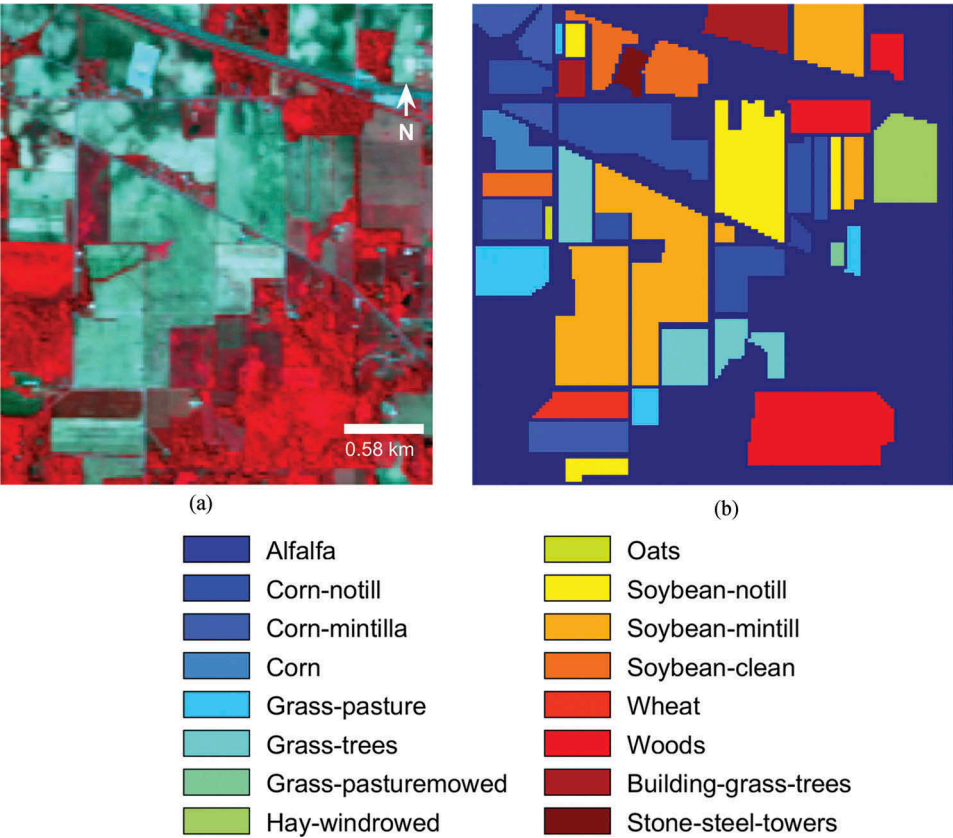 N
0.58 km
(a)
(b)
Alfalfa
Corn-notill
Corn-mintilla
Corn
Grass-pasture
Grass-trees
Grass-pasturemowed
Hay-windrowed
Oats
Soybean-notill
Soybean-mintill
Soybean-clean
Wheat
Woods
Building-grass-trees
Stone-steel-towers